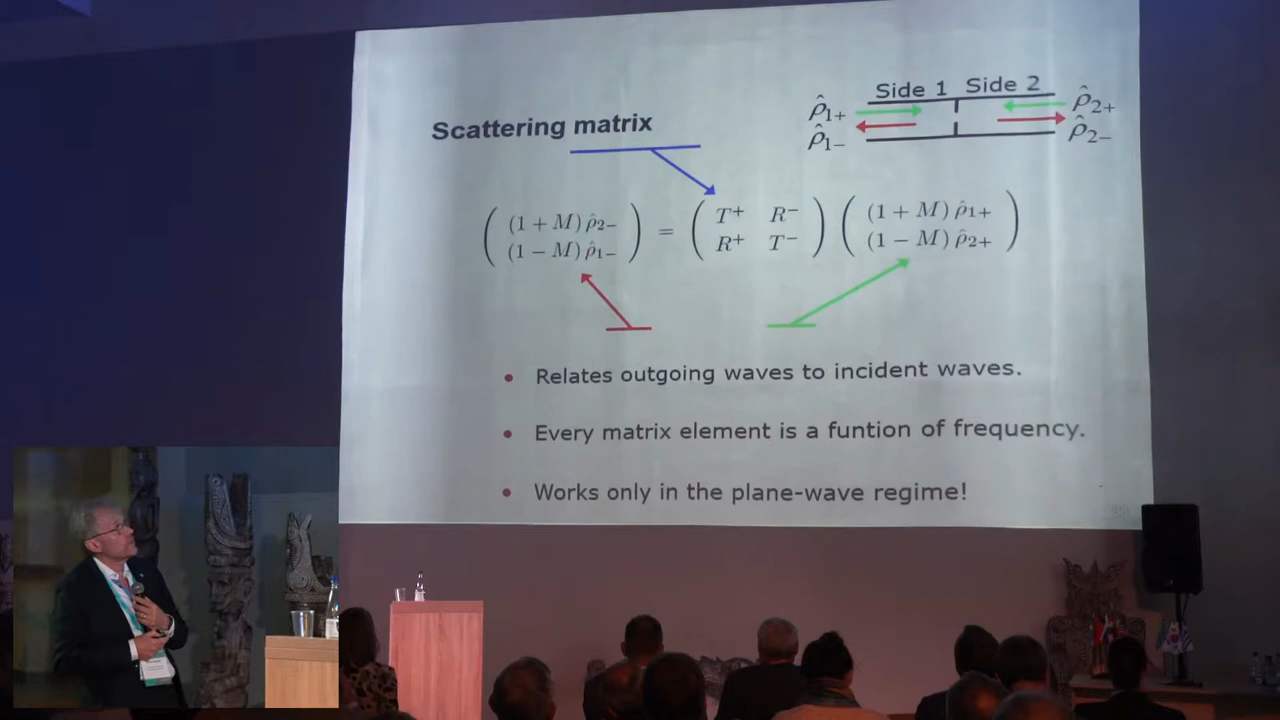 Side 1 Side 2
ρ̂1+ ρ̂2+
ρ̂1− ρ̂2−
Scattering matrix
( (1 + M) ρ̂2− ) = ( T+ R− ) ( (1 + M) ρ̂1+ )
( (1 − M) ρ̂1− ) ( R+ T− ) ( (1 − M) ρ̂2+ )
• Relates outgoing waves to incident waves.
• Every matrix element is a funtion of frequency.
• Works only in the plane-wave regime!